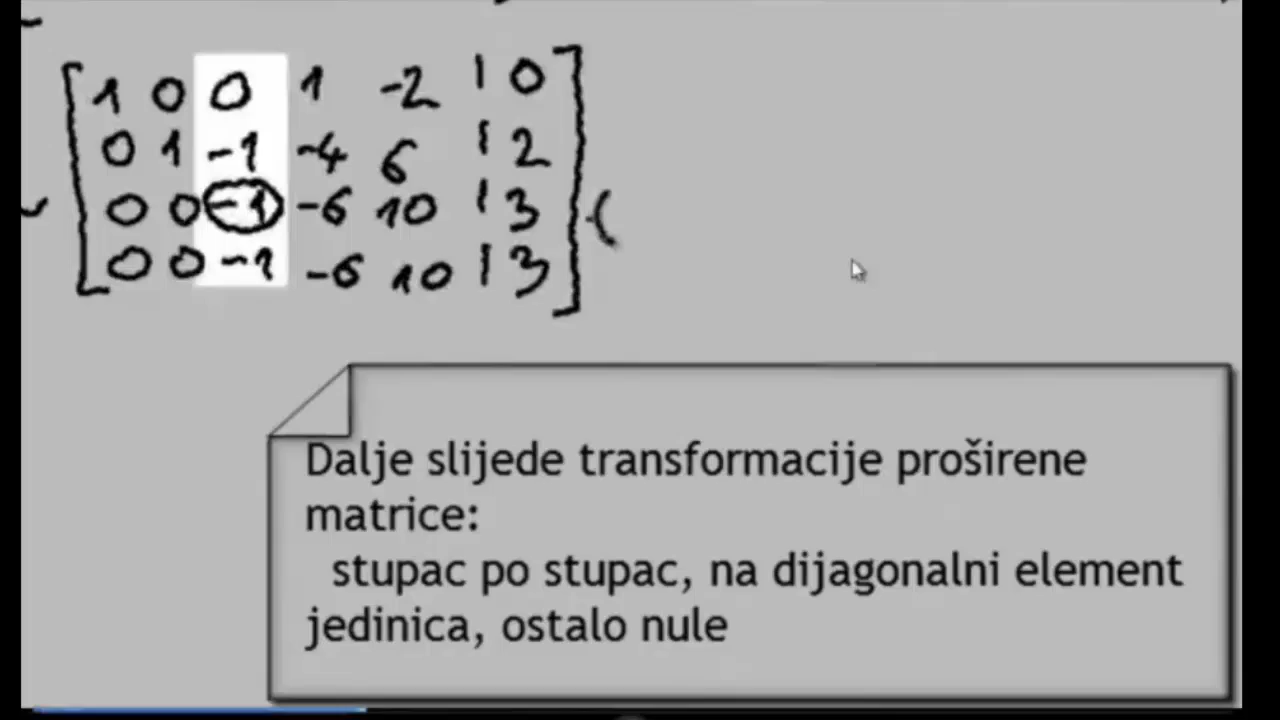 [1 0 0 1 -2 | 0]
[0 1 -1 -4 6 | 2]
[0 0 -1 -6 10 | 3]
[0 0 -1 -6 10 | 3]
Dalje slijede transformacije proširene
matrice:
stupac po stupac, na dijagonalni element
jedinica, ostalo nule